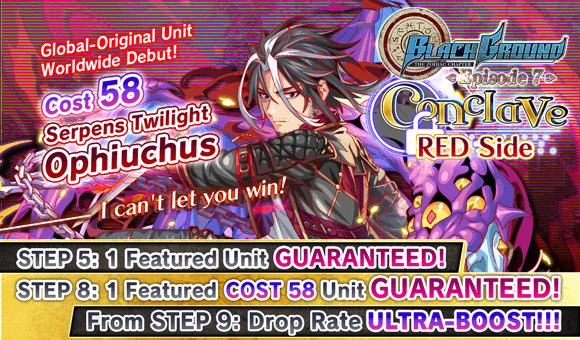 Global-Original Unit
Worldwide Debut!
Cost 58
Serpens Twilight
Ophiuchus
I can't let you win!
BLACK GROUND
THE ZODIAC CHAPTER
Episode 7
Conclave
RED Side
STEP 5: 1 Featured Unit GUARANTEED!
STEP 8: 1 Featured COST 58 Unit GUARANTEED!
From STEP 9: Drop Rate ULTRA-BOOST!!!